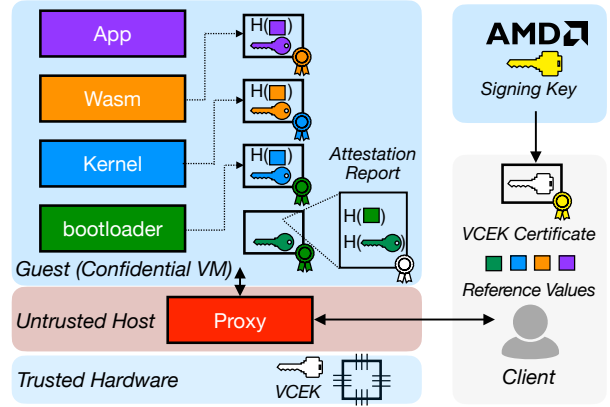 App
H( )
Wasm
H( )
Kernel
H( )
bootloader
Attestation
Report
H( )
H( )
Guest (Confidential VM)
Untrusted Host
Proxy
Trusted Hardware
VCEK
AMD
Signing Key
VCEK Certificate
Reference Values
Client